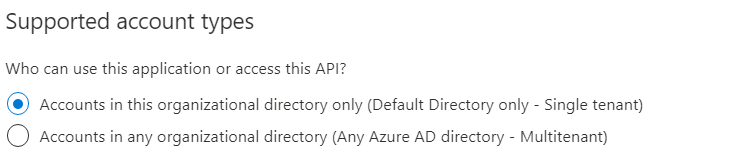 Supported account types
Who can use this application or access this API?
Accounts in this organizational directory only (Default Directory only - Single tenant)
Accounts in any organizational directory (Any Azure AD directory - Multitenant)